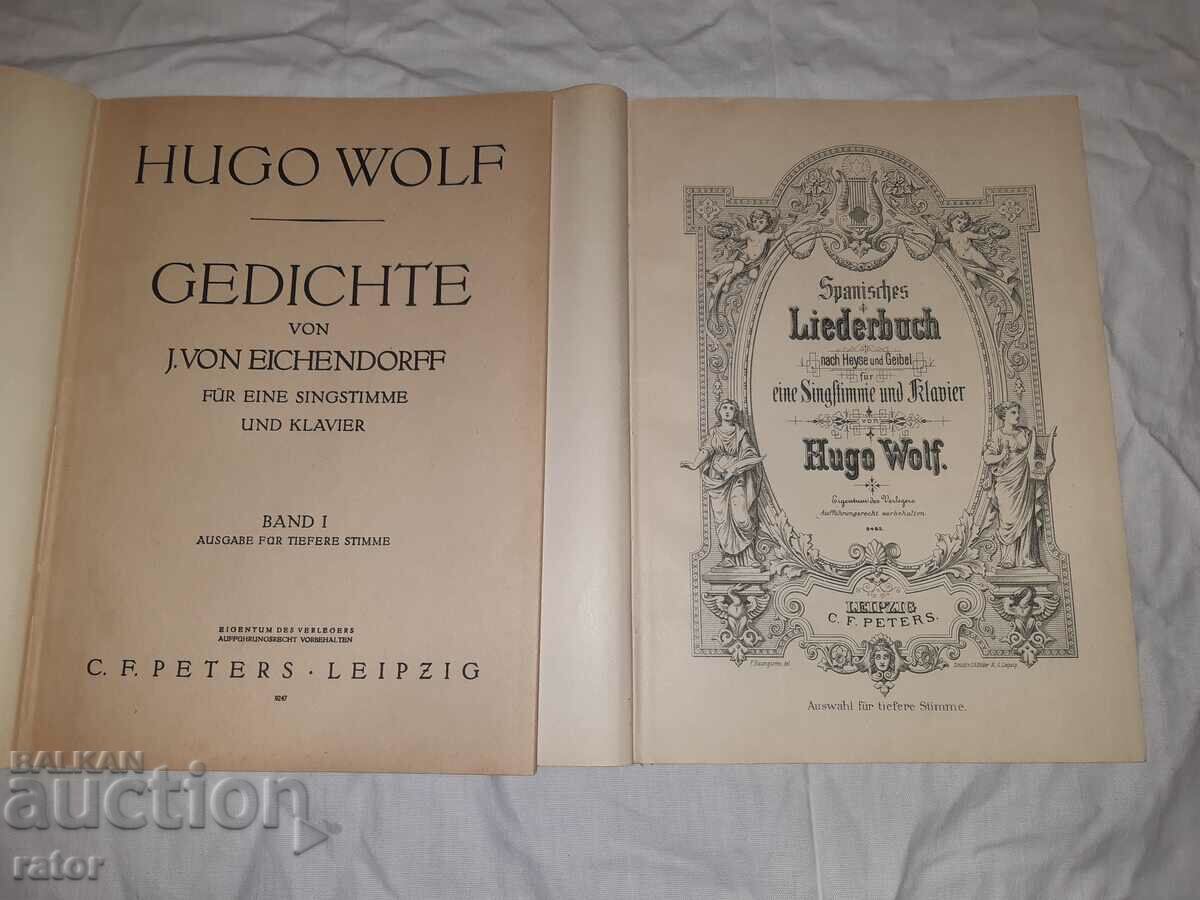 HUGO WOLF
GEDICHTE
VON
J. VON EICHENDORFF
FÜR EINE SINGSTIMME
UND KLAVIER
BAND I
AUSGABE FÜR TIEFERE STIMME
EIGENTUM DES VERLEGERS
AUFFÜHRUNGSRECHT VORBEHALTEN
C. F. PETERS · LEIPZIG
9247
Spanisches
Liederbuch
nach Heyse und Geibel
für
eine Singstimme und Klavier
von
Hugo Wolf.
Eigentum des Verlegers
Aufführungsrecht vorbehalten
LEIPZIG
C. F. PETERS.
Auswahl für tiefere Stimme.
BALKAN
auction
rator